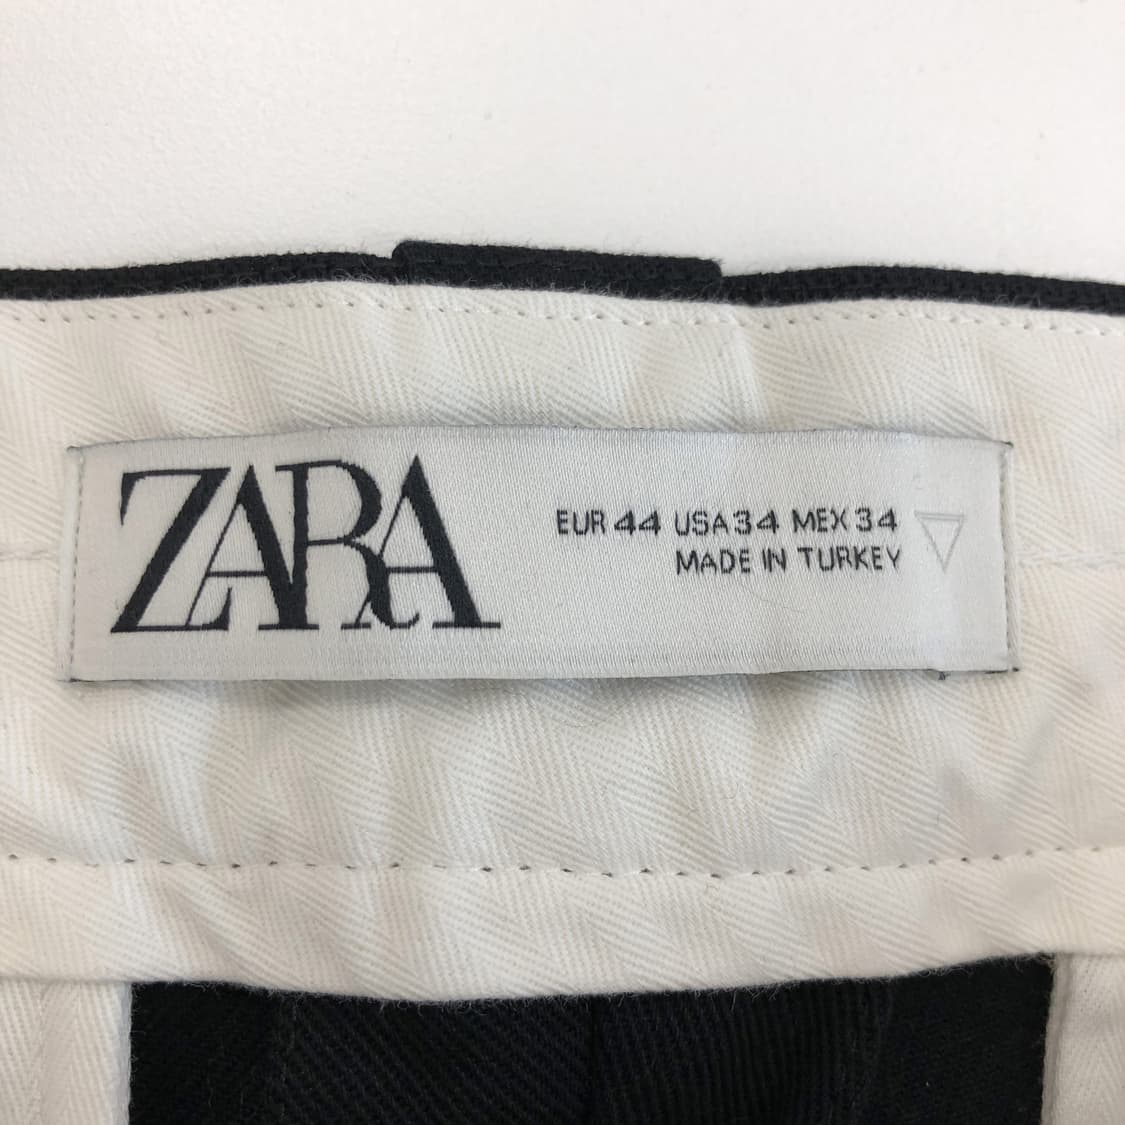 ZARA
EUR 44 USA 34 MEX 34
MADE IN TURKEY